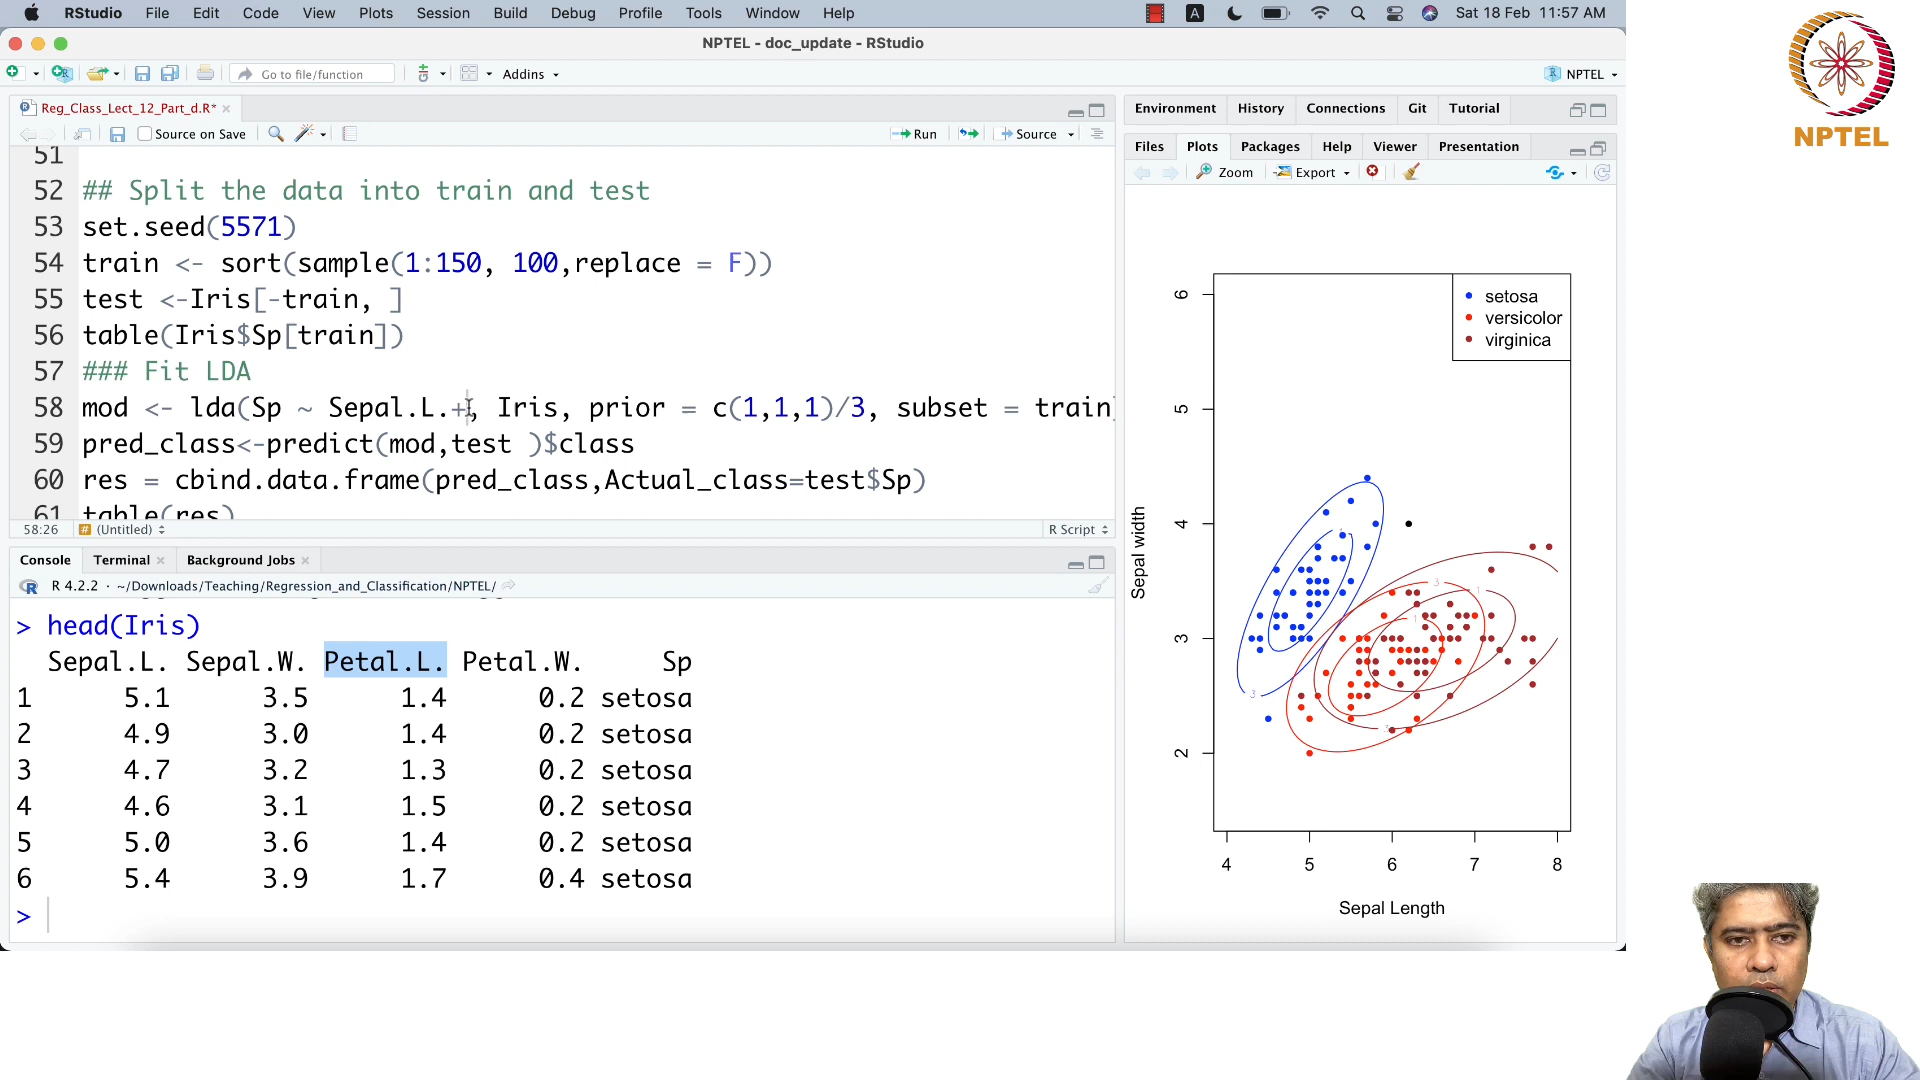 RStudio File Edit Code View Plots Session Build Debug Profile Tools Window Help A Sat 18 Feb 11:57 AM
NPTEL - doc_update - RStudio
Go to file/function Addins NPTEL
Reg_Class_Lect_12_Part_d.R*
Source on Save Run Source
51
52 ## Split the data into train and test
53 set.seed(5571)
54 train <- sort(sample(1:150, 100,replace = F))
55 test <-Iris[-train, ]
56 table(Iris$Sp[train])
57 ### Fit LDA
58 mod <- lda(Sp ~ Sepal.L.+, Iris, prior = c(1,1,1)/3, subset = train)
59 pred_class<-predict(mod,test )$class
60 res = cbind.data.frame(pred_class,Actual_class=test$Sp)
61 table(res)
58:26 # (Untitled) R Script
Console Terminal Background Jobs
R 4.2.2 · ~/Downloads/Teaching/Regression_and_Classification/NPTEL/
> head(Iris)
Sepal.L. Sepal.W. Petal.L. Petal.W. Sp
1 5.1 3.5 1.4 0.2 setosa
2 4.9 3.0 1.4 0.2 setosa
3 4.7 3.2 1.3 0.2 setosa
4 4.6 3.1 1.5 0.2 setosa
5 5.0 3.6 1.4 0.2 setosa
6 5.4 3.9 1.7 0.4 setosa
>
Environment History Connections Git Tutorial
Files Plots Packages Help Viewer Presentation
Zoom Export
setosa
versicolor
virginica
6
5
4
3
2
Sepal width
4 5 6 7 8
Sepal Length
NPTEL